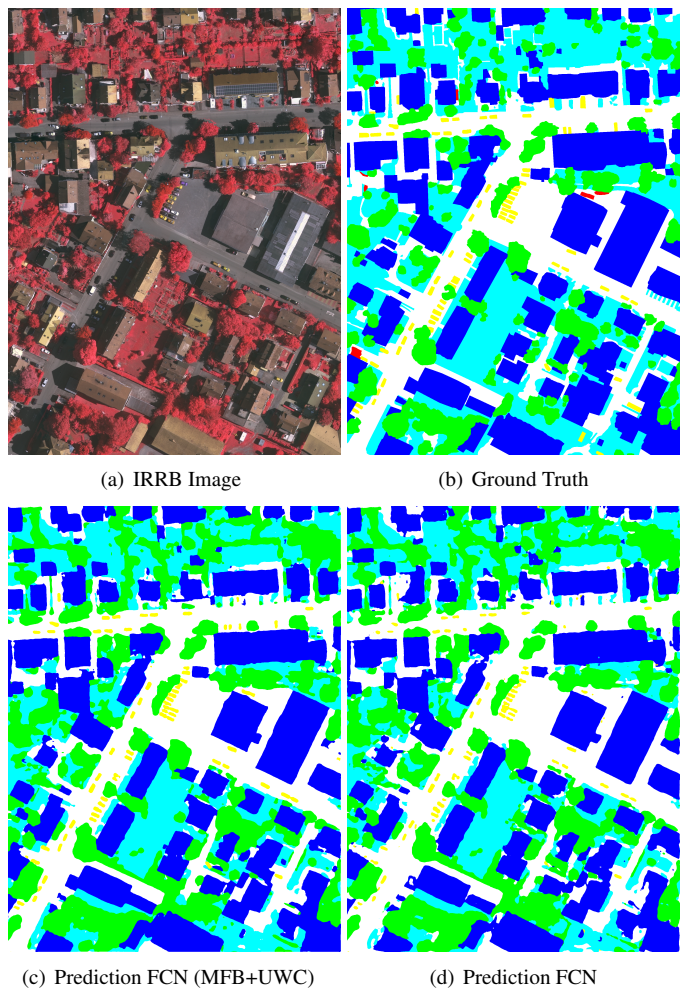 (a) IRRB Image
(b) Ground Truth
(c) Prediction FCN (MFB+UWC)
(d) Prediction FCN